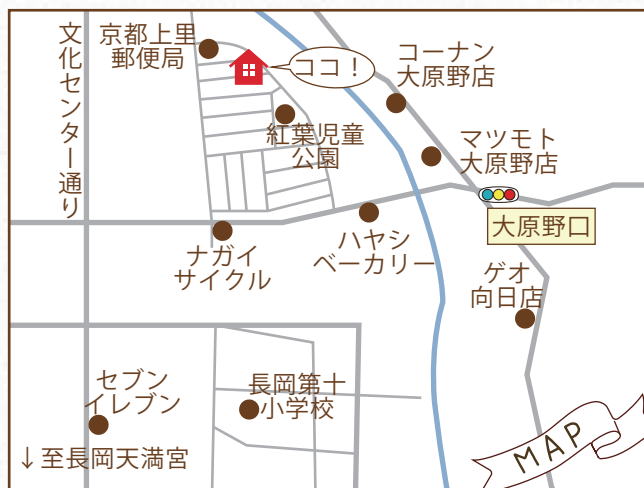 文化センター通り
京都上里
郵便局
ココ！
コーナン
大原野店
紅葉児童
公園
マツモト
大原野店
大原野口
ナガイ
サイクル
ハヤシ
ベーカリー
ゲオ
向日店
セブン
イレブン
長岡第十
小学校
↓至長岡天満宮
MAP